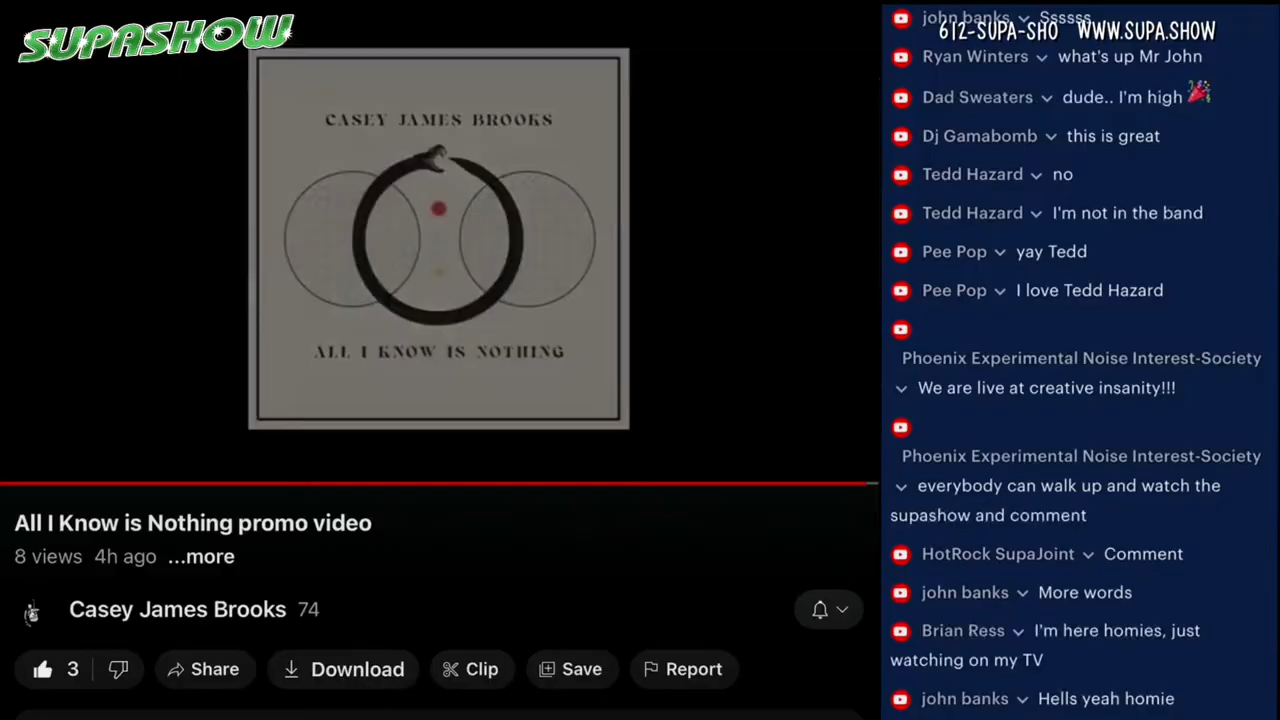 SUPASHOW
CASEY JAMES BROOKS
ALL I KNOW IS NOTHING
All I Know is Nothing promo video
8 views 4h ago ...more
Casey James Brooks 74
3 Share Download Clip Save Report
john banks Sssss
612-SUPA-SHO WWW.SUPA.SHOW
Ryan Winters what's up Mr John
Dad Sweaters dude.. I'm high 🎉
Dj Gamabomb this is great
Tedd Hazard no
Tedd Hazard I'm not in the band
Pee Pop yay Tedd
Pee Pop I love Tedd Hazard
Phoenix Experimental Noise Interest-Society
We are live at creative insanity!!!
Phoenix Experimental Noise Interest-Society
everybody can walk up and watch the
supashow and comment
HotRock SupaJoint Comment
john banks More words
Brian Ress I'm here homies, just
watching on my TV
john banks Hells yeah homie